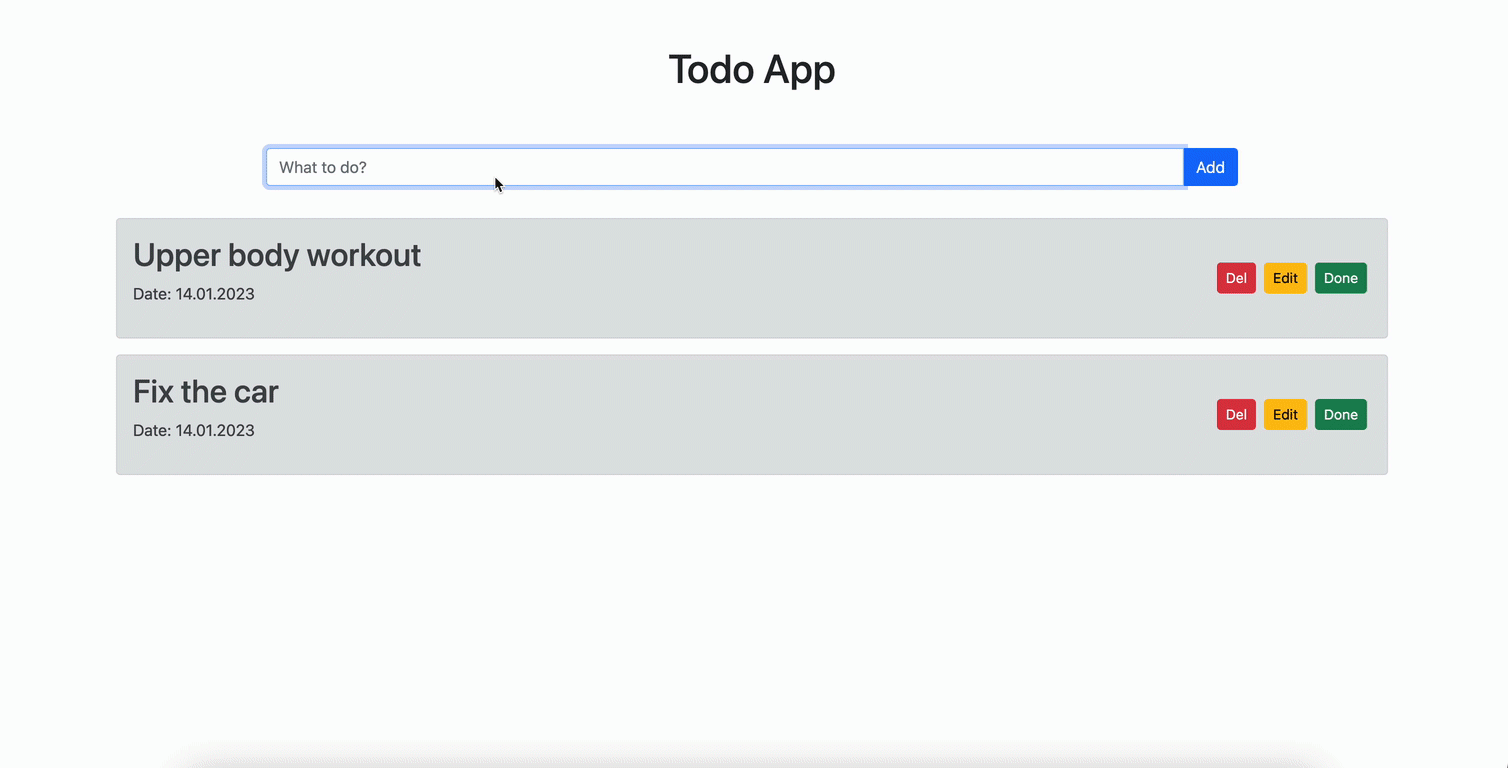 Todo App
What to do?
Add
Upper body workout
Date: 14.01.2023
Del Edit Done
Fix the car
Date: 14.01.2023
Del Edit Done